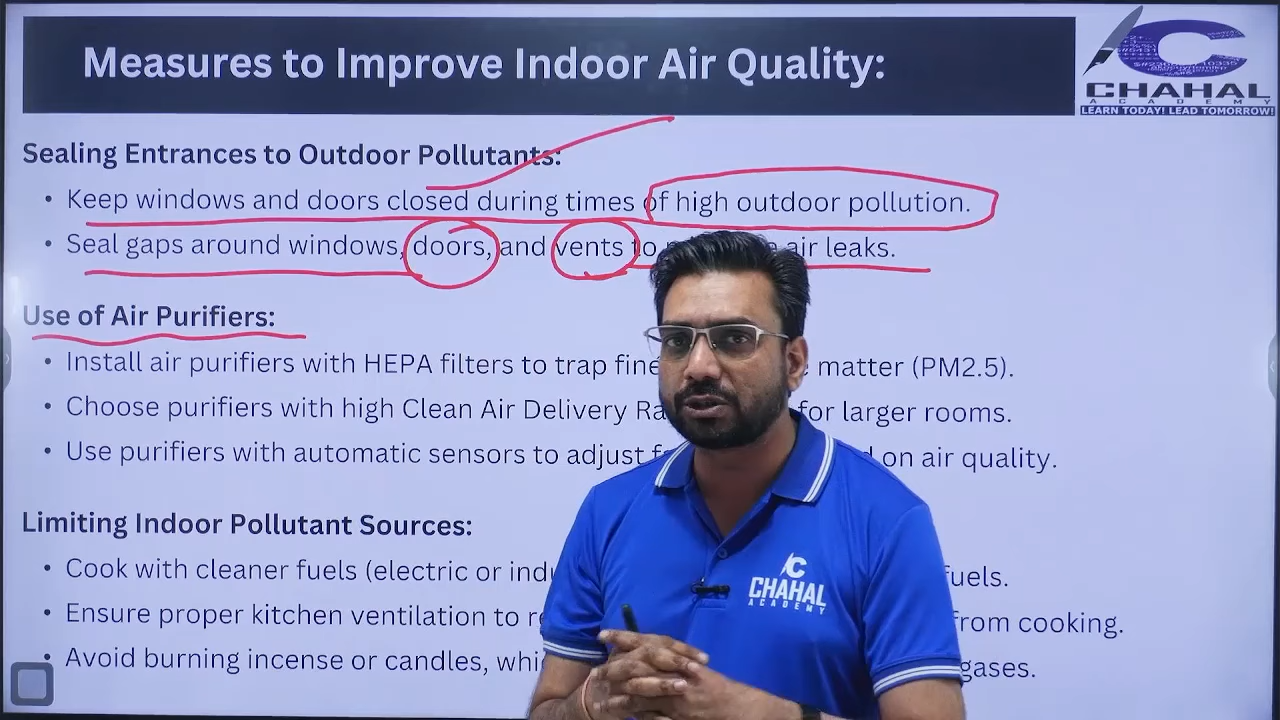 Measures to Improve Indoor Air Quality:
CHAHAL
ACADEMY
LEARN TODAY! LEAD TOMORROW!
Sealing Entrances to Outdoor Pollutants:
• Keep windows and doors closed during times of high outdoor pollution.
• Seal gaps around windows, doors, and vents to air leaks.
Use of Air Purifiers:
• Install air purifiers with HEPA filters to trap fine matter (PM2.5).
• Choose purifiers with high Clean Air Delivery for larger rooms.
• Use purifiers with automatic sensors to adjust on air quality.
Limiting Indoor Pollutant Sources:
• Cook with cleaner fuels (electric or fuels.
• Ensure proper kitchen ventilation to from cooking.
• Avoid burning incense or candles, gases.
CHAHAL
ACADEMY